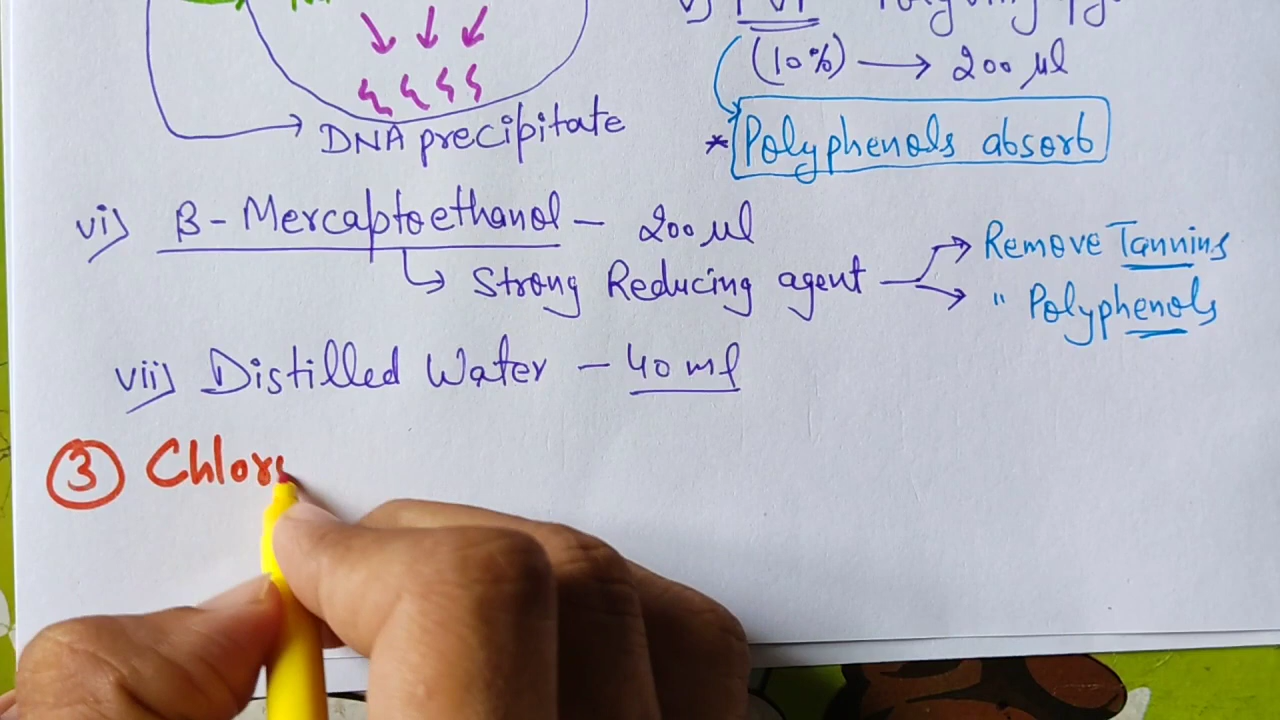 DNA precipitate
(10%) → 200 µl
* Polyphenols absorb
vi) β-Mercaptoethanol – 200 µl
↳ Strong Reducing agent → Remove Tannins
→ " Polyphenols
vii) Distilled Water – 40 ml
③ Chloro